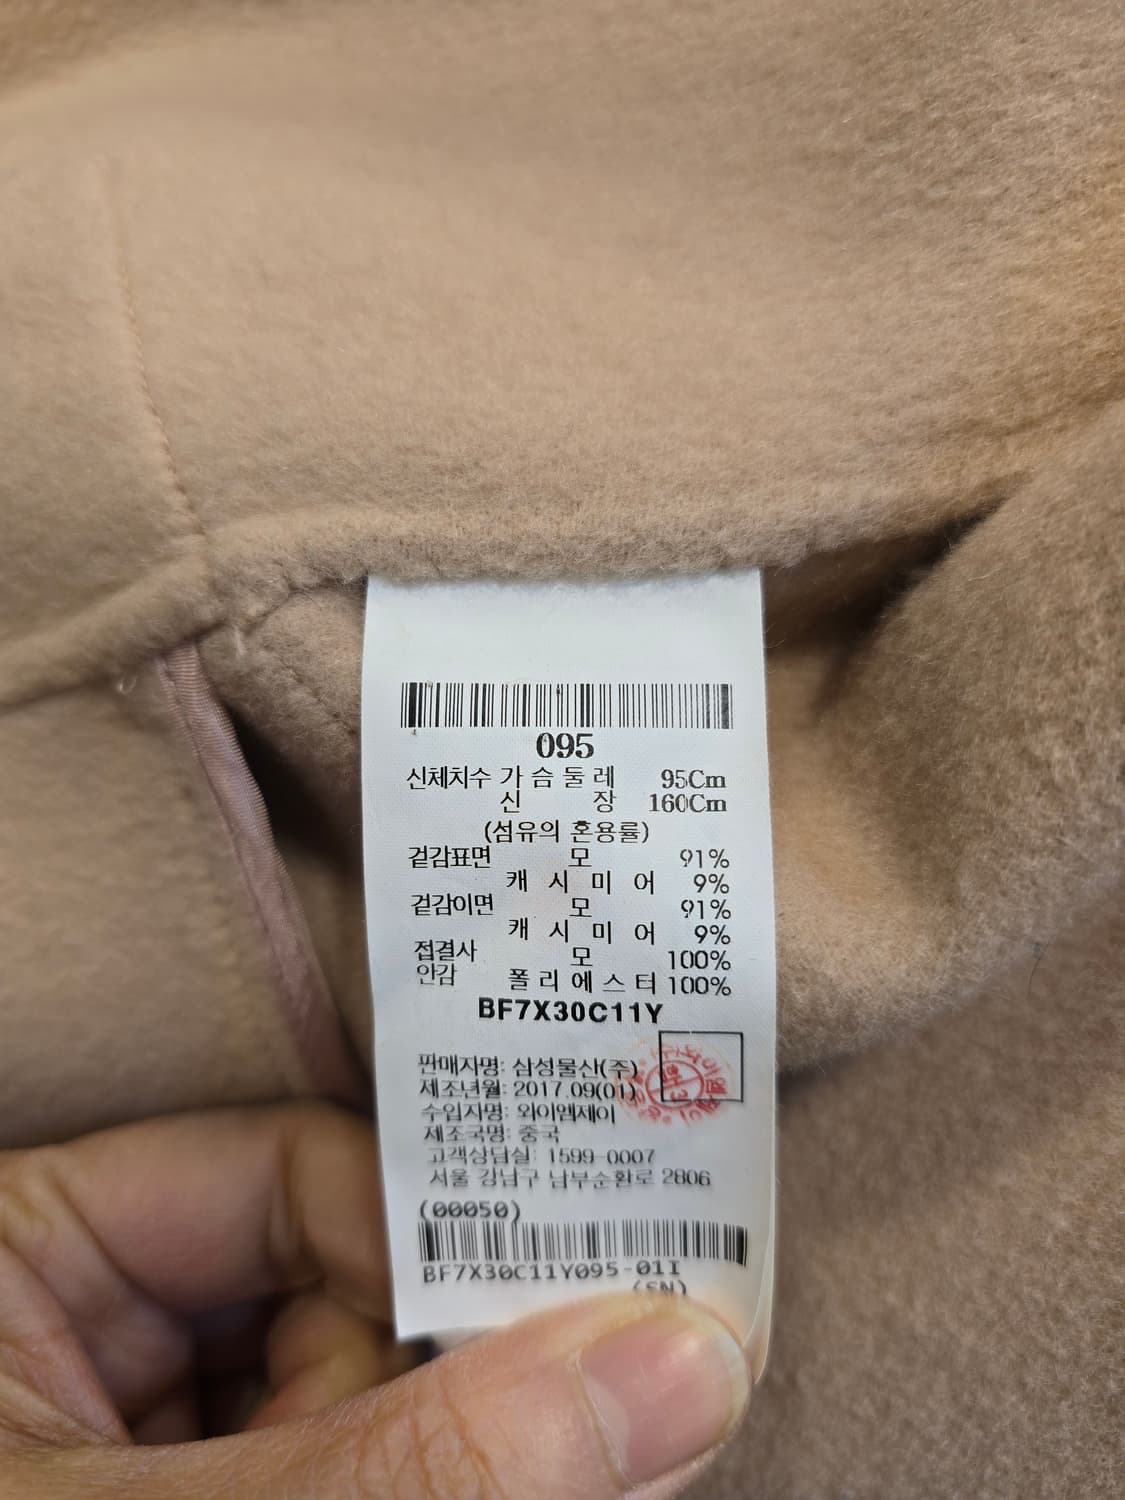 095
신체치수 가슴둘레 95Cm
신장 160Cm
(섬유의 혼용률)
겉감표면 모 91%
캐시미어 9%
겉감이면 모 91%
캐시미어 9%
접결사 모 100%
안감 폴리에스터 100%
BF7X30C11Y
판매자명: 삼성물산(주)
제조년월: 2017.09(01)
수입자명: 와이엠제이
제조국명: 중국
고객상담실: 1599-0007
서울 강남구 남부순환로 2806
(00050)
BF7X30C11Y095-01I
(SN)